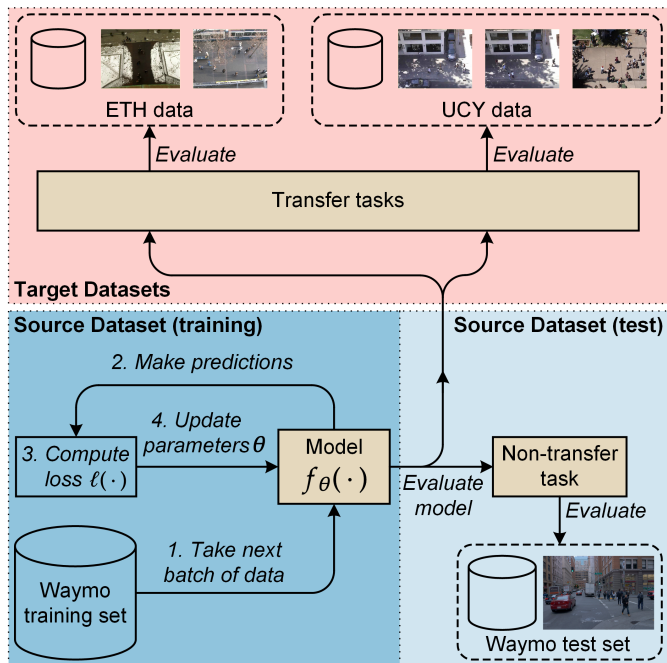 ETH data
UCY data
Evaluate
Evaluate
Transfer tasks
Target Datasets
Source Dataset (training)
Source Dataset (test)
2. Make predictions
4. Update
parameters θ
3. Compute
loss ℓ(·)
Model
fθ(·)
Evaluate
model
Non-transfer
task
Evaluate
1. Take next
batch of data
Waymo
training set
Waymo test set